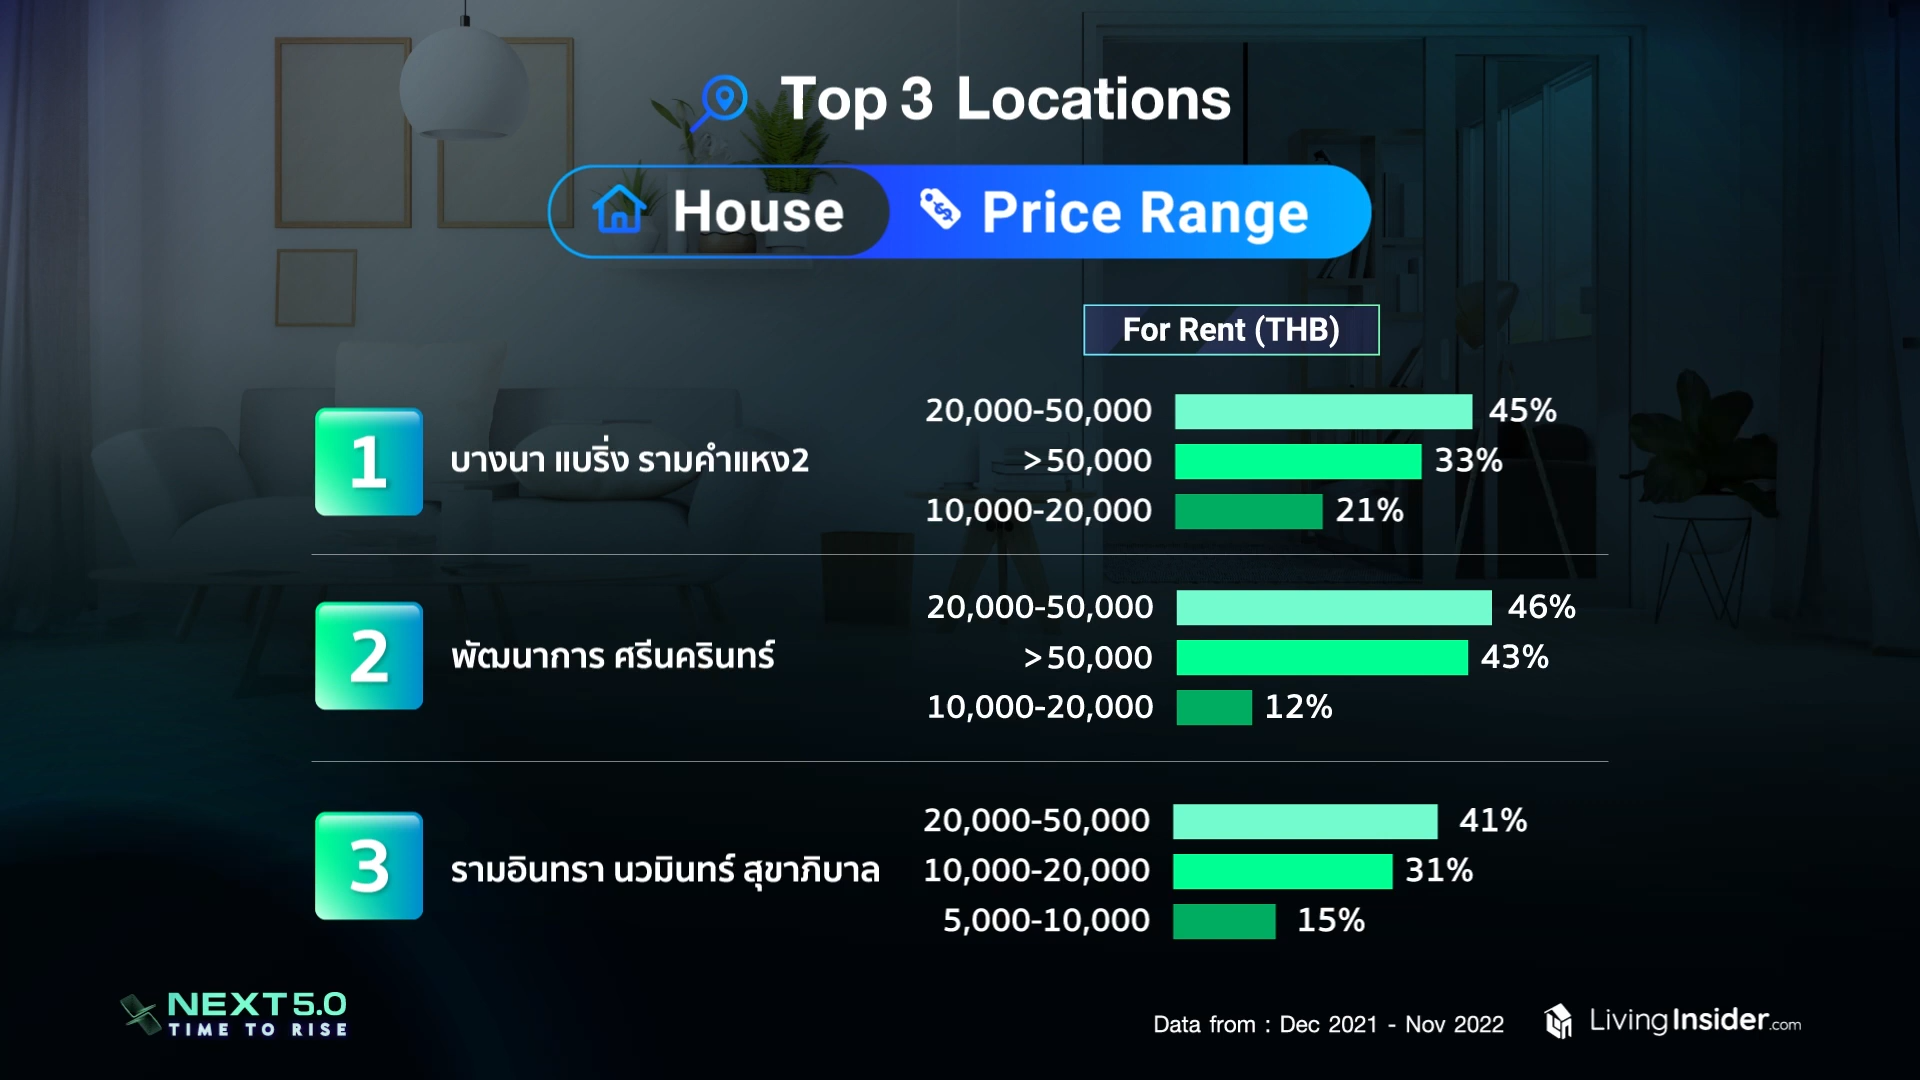 Top 3 Locations
House Price Range
For Rent (THB)
1 บางนา แบริ่ง รามคำแหง2
20,000-50,000 45%
>50,000 33%
10,000-20,000 21%
2 พัฒนาการ ศรีนครินทร์
20,000-50,000 46%
>50,000 43%
10,000-20,000 12%
3 รามอินทรา นวมินทร์ สุขาภิบาล
20,000-50,000 41%
10,000-20,000 31%
5,000-10,000 15%
NEXT 5.0
TIME TO RISE
Data from : Dec 2021 - Nov 2022
LivingInsider.com